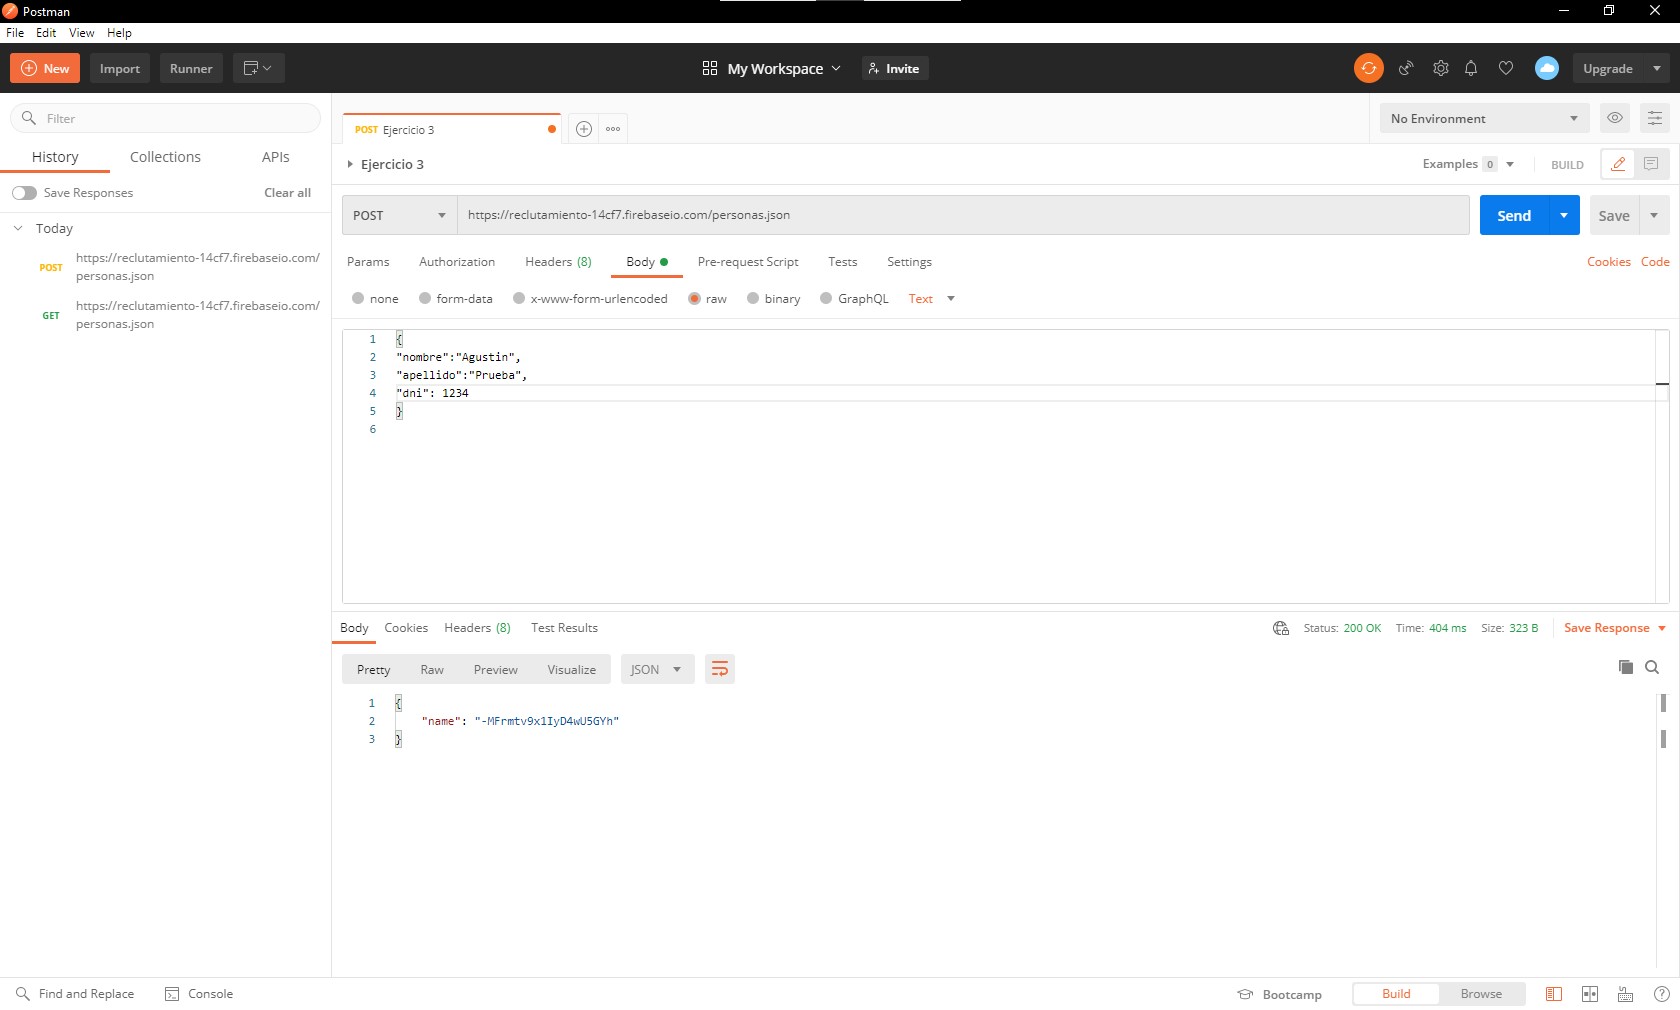 Postman
File Edit View Help
New Import Runner My Workspace Invite Upgrade
Filter
History Collections APIs
Save Responses Clear all
Today
POST https://reclutamiento-14cf7.firebaseio.com/
personas.json
GET https://reclutamiento-14cf7.firebaseio.com/
personas.json
POST Ejercicio 3
No Environment
Ejercicio 3
Examples 0 BUILD
POST https://reclutamiento-14cf7.firebaseio.com/personas.json Send Save
Params Authorization Headers (8) Body Pre-request Script Tests Settings Cookies Code
none form-data x-www-form-urlencoded raw binary GraphQL Text
1 {
2 "nombre":"Agustin",
3 "apellido":"Prueba",
4 "dni": 1234
5 }
6
Body Cookies Headers (8) Test Results Status: 200 OK Time: 404 ms Size: 323 B Save Response
Pretty Raw Preview Visualize JSON
1 {
2 "name": "-MFrmtv9x1IyD4wU5GYh"
3 }
Find and Replace Console Bootcamp Build Browse